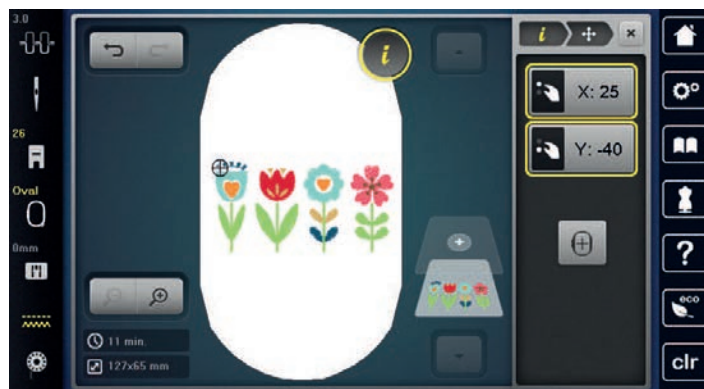 3.0
26
Oval
0mm
i
11 min.
127x65 mm
i
X: 25
Y: -40
?
eco
clr